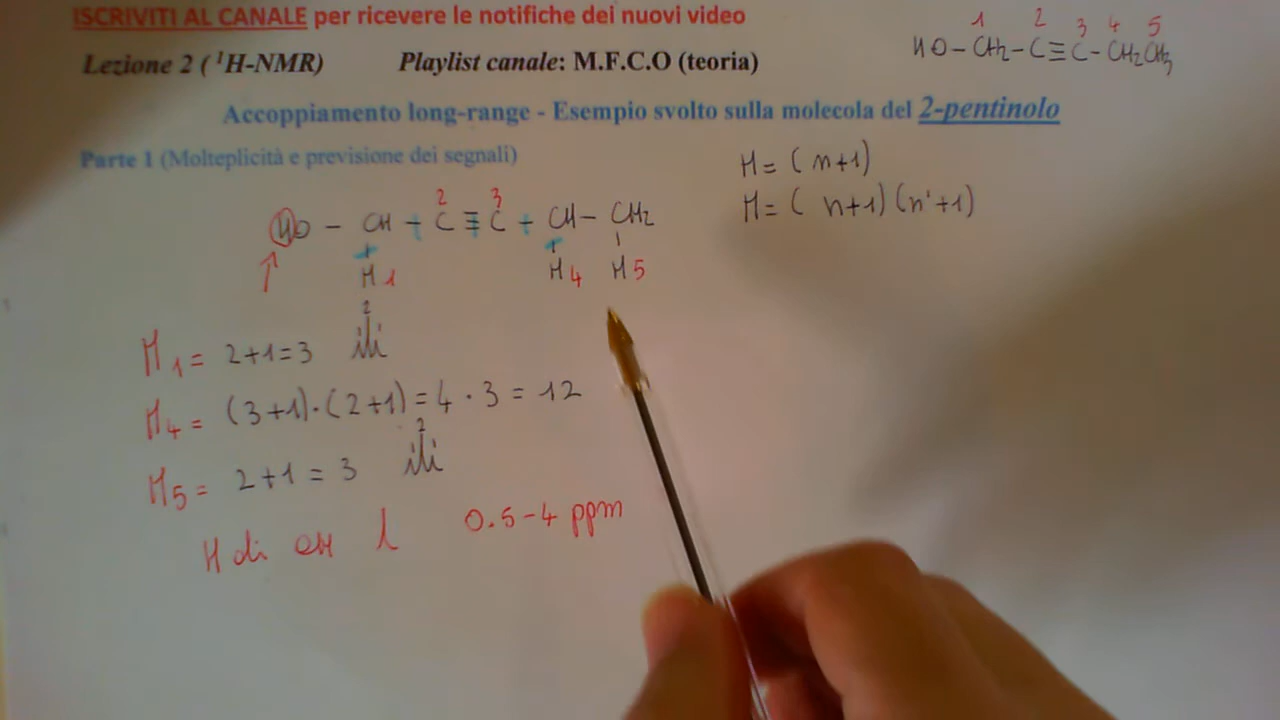 ISCRIVITI AL CANALE per ricevere le notifiche dei nuovi video
1 2 3 4 5
HO-CH2-C≡C-CH2CH3
Lezione 2 ( ¹H-NMR) Playlist canale: M.F.C.O (teoria)
Accoppiamento long-range - Esempio svolto sulla molecola del 2-pentinolo
Parte 1 (Molteplicità e previsione dei segnali)
M = (n+1)
M = (n+1)(n'+1)
2 3
HO - CH - C ≡ C - CH - CH2
H1 H4 H5
M1 = 2+1=3
2
M4 = (3+1)·(2+1)=4·3=12
2
M5 = 2+1=3
H di OH 0.5-4 ppm